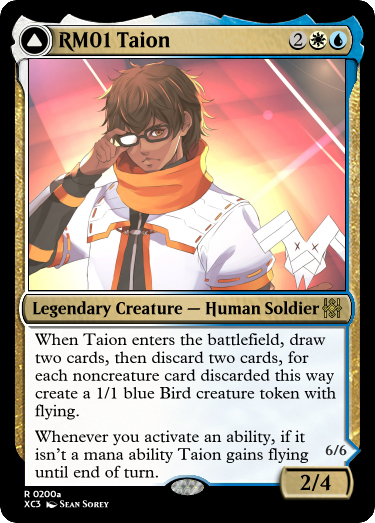 RM01 Taion 2
Legendary Creature — Human Soldier
When Taion enters the battlefield, draw
two cards, then discard two cards, for
each noncreature card discarded this way
create a 1/1 blue Bird creature token with
flying.
Whenever you activate an ability, if it
isn't a mana ability Taion gains flying
until end of turn.
6/6
2/4
R 0200a
XC3 Sean Sorey